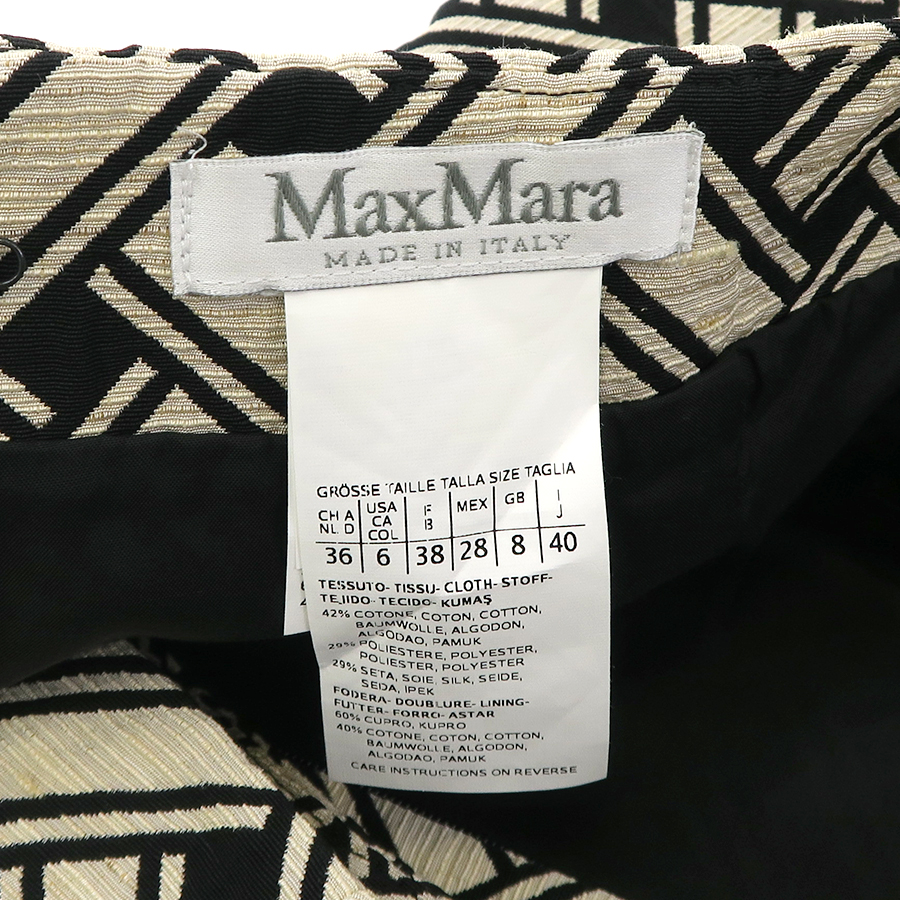 MaxMara
MADE IN ITALY
GRÖSSE TAILLE TALLA SIZE TAGLIA
CH A NL D USA CA COL F B MEX GB I J
36 6 38 28 8 40
TESSUTO- TISSU- CLOTH- STOFF-
TEJIDO- TECIDO- KUMAŞ
42% COTONE, COTON, COTTON,
BAUMWOLLE, ALGODON,
ALGODAO, PAMUK
29% POLIESTERE, POLYESTER,
POLIESTER, POLYESTER
29% SETA, SOIE, SILK, SEIDE,
SEDA, IPEK
FODERA- DOUBLURE- LINING-
FUTTER- FORRO- ASTAR
60% CUPRO, KUPRO
40% COTONE, COTON, COTTON,
BAUMWOLLE, ALGODON,
ALGODAO, PAMUK
CARE INSTRUCTIONS ON REVERSE